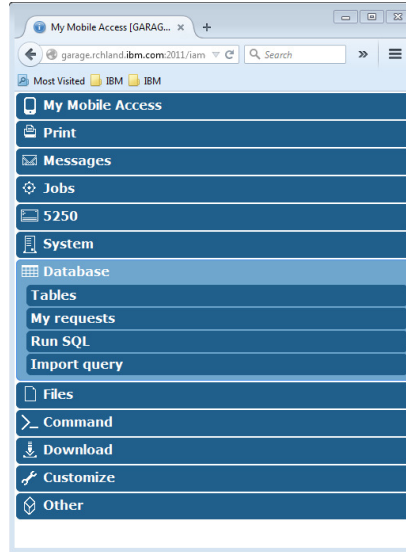 My Mobile Access [GARAG...
garage.rchland.ibm.com:2011/iam
Search
Most Visited IBM IBM
My Mobile Access
Print
Messages
Jobs
5250
System
Database
Tables
My requests
Run SQL
Import query
Files
Command
Download
Customize
Other